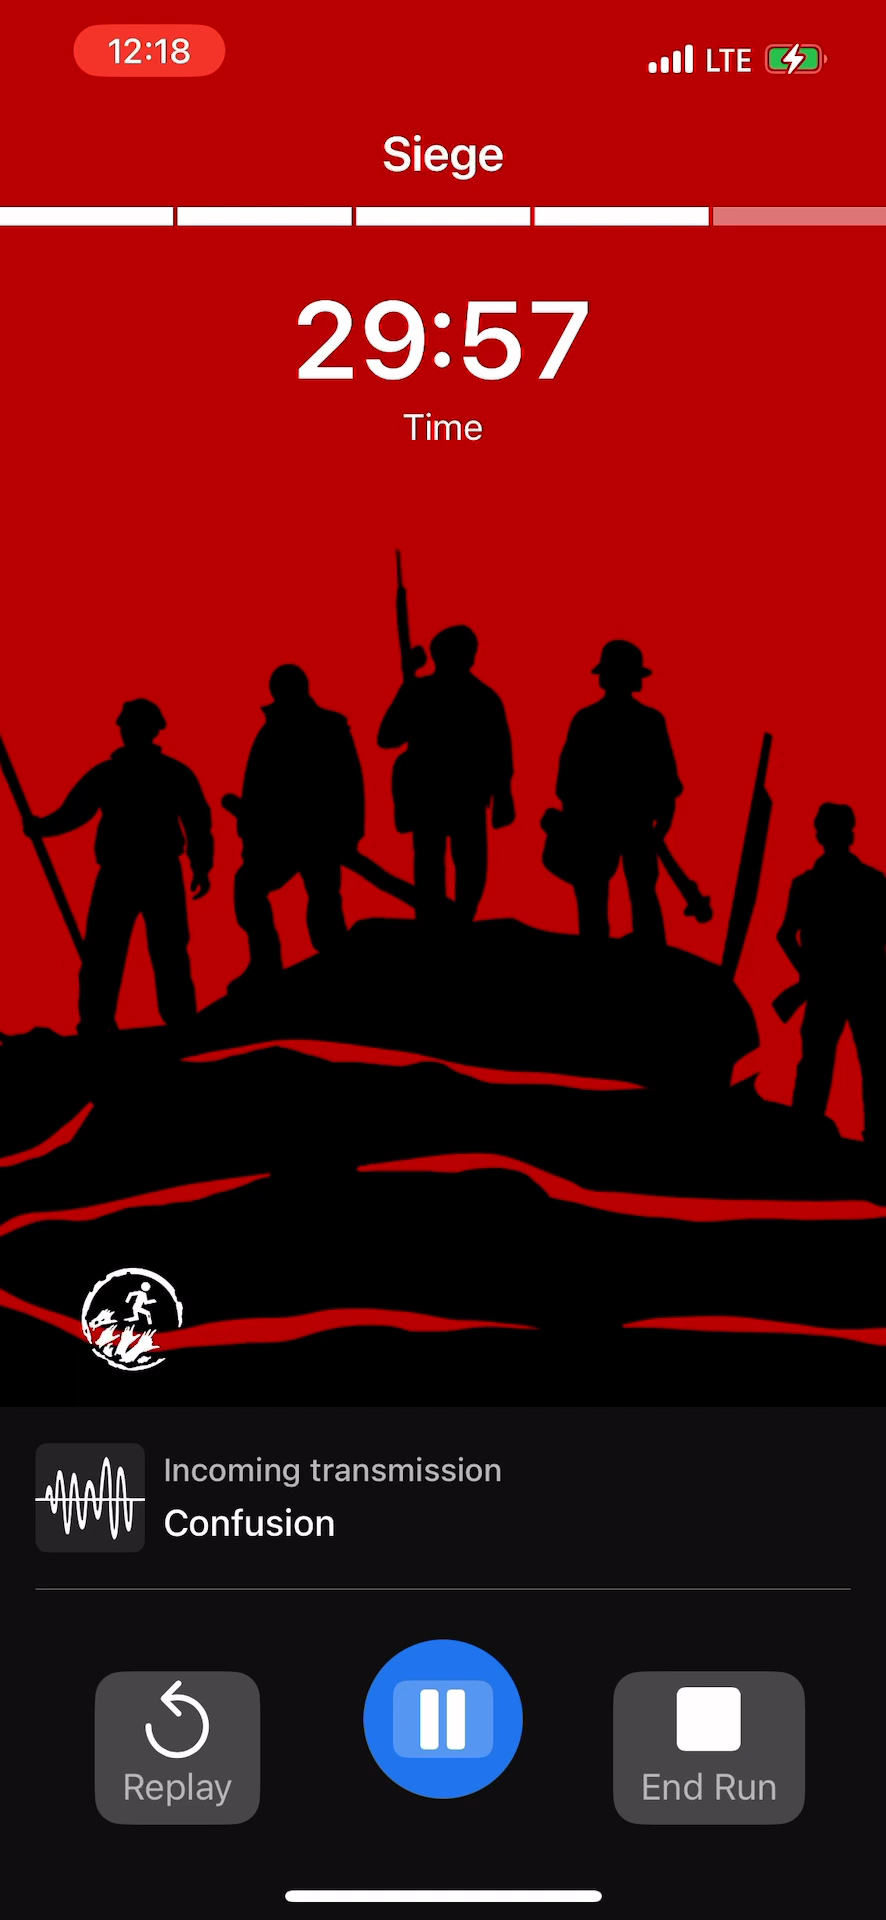 12:18
LTE
Siege
29:57
Time
Incoming transmission
Confusion
Replay
End Run